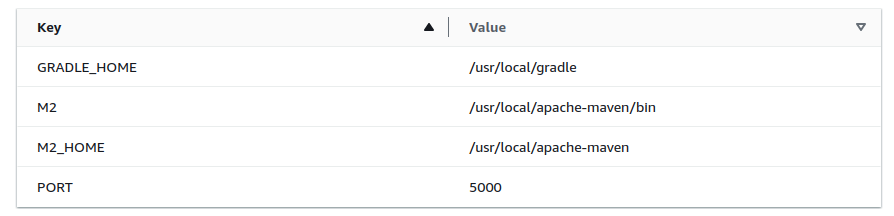 Key Value
GRADLE_HOME /usr/local/gradle
M2 /usr/local/apache-maven/bin
M2_HOME /usr/local/apache-maven
PORT 5000